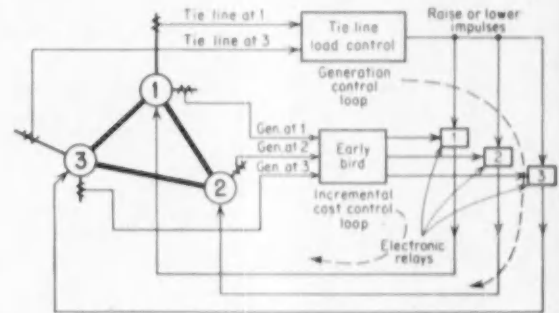 Tie line at 1
Tie line at 3
Tie line
load control
Raise or lower
impulses
Generation
control
loop
1
Gen. at 1
Gen. at 2
Gen. at 3
Early
bird
1
2
3
3
2
Incremental
cost control
loop
Electronic
relays